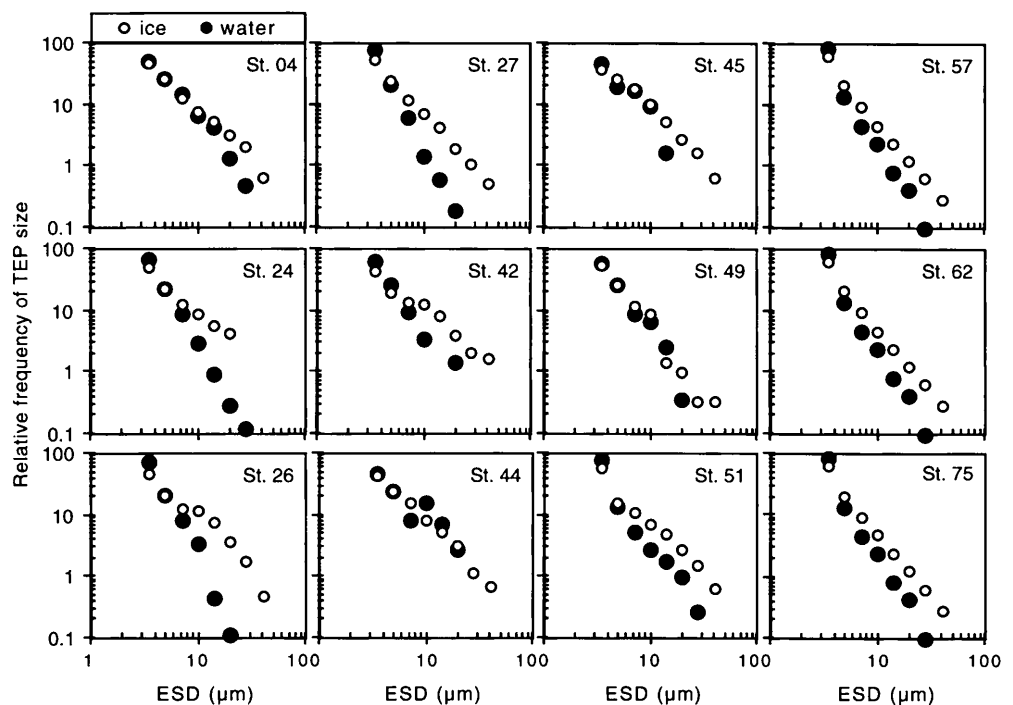 ice water
St. 04
St. 27
St. 45
St. 57
100
10
1
0.1
St. 24
St. 42
St. 49
St. 62
100
10
1
0.1
St. 26
St. 44
St. 51
St. 75
100
10
1
0.1
Relative frequency of TEP size
1 10 100 10 100 10 100 10 100
ESD (µm) ESD (µm) ESD (µm) ESD (µm)